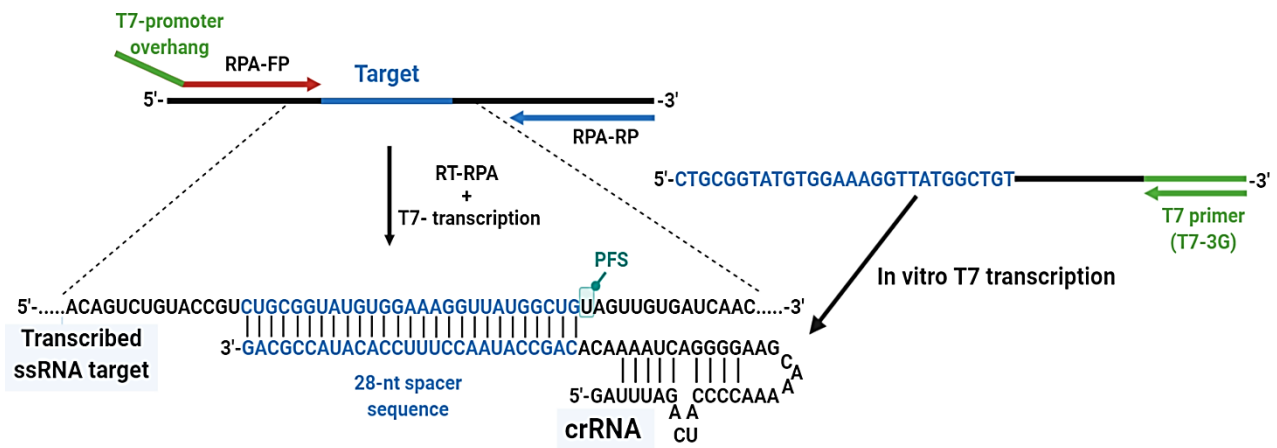 T7-promoter
overhang
RPA-FP
Target
5'-
-3'
RPA-RP
RT-RPA
+
T7- transcription
5'-CTGCGGTATGTGGAAAGGTTATGGCTGT
-3'
T7 primer
(T7-3G)
In vitro T7 transcription
PFS
5'-.....ACAGUCUGUACCGUCUGCGGUAUGUGGAAAGGUUAUGGCUGUAGUUGUGAUCAAC.....-3'
Transcribed
ssRNA target
3'-GACGCCAUACACCUUUCCAAUACCGACACAAAAUCAGGGGAAG
C
A
A
28-nt spacer
sequence
5'-GAUUUAG
CCCCAAAA
A A
CU
crRNA